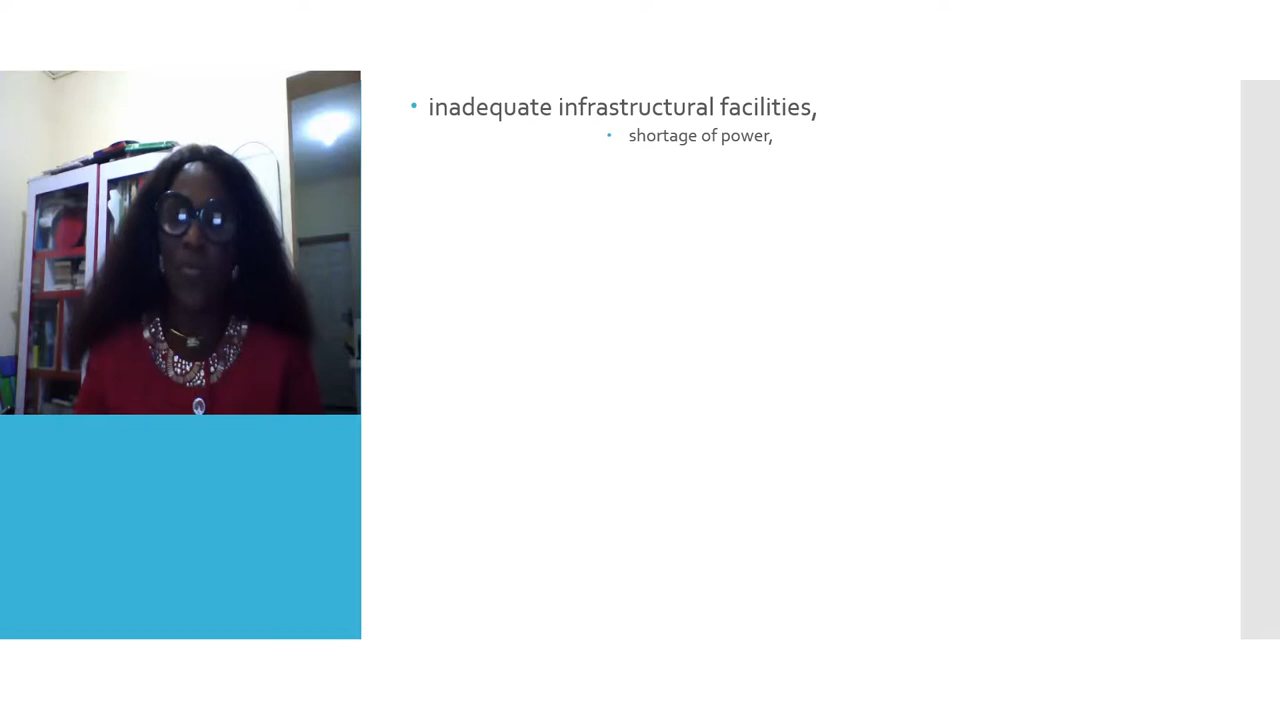 inadequate infrastructural facilities,
shortage of power,